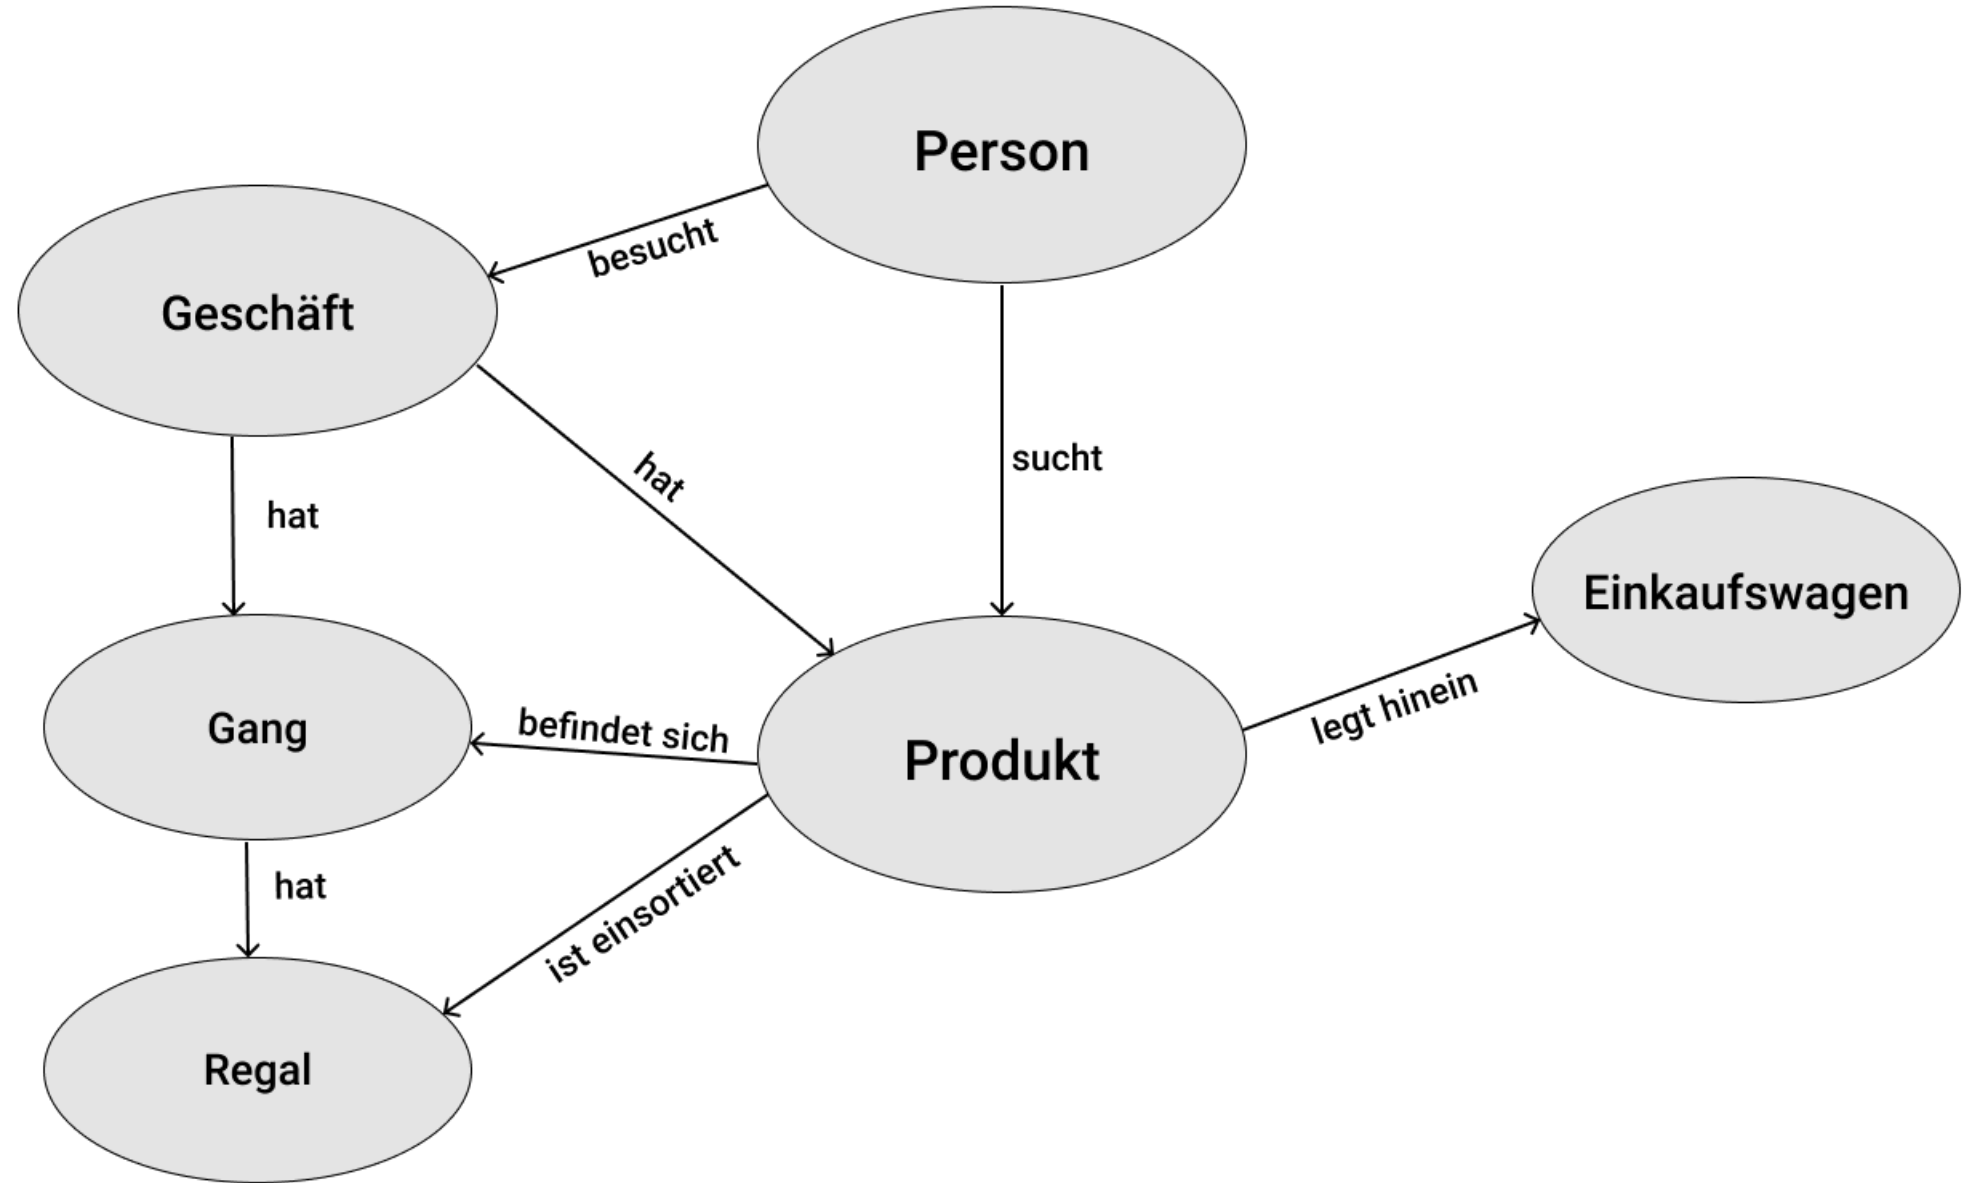 Person
besucht
Geschäft
hat
sucht
hat
Einkaufswagen
legt hinein
befindet sich
Gang
Produkt
hat
ist einsortiert
Regal